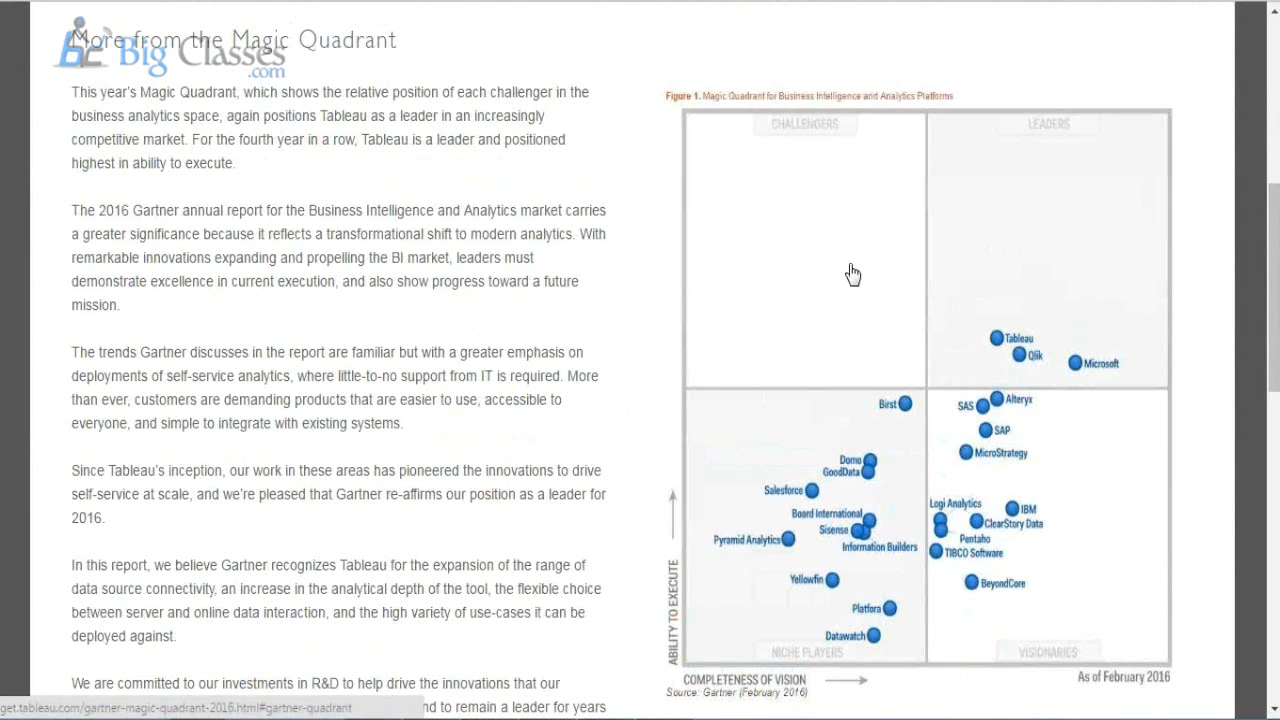 More from the Magic Quadrant
Big Classes
.com
This year's Magic Quadrant, which shows the relative position of each challenger in the
business analytics space, again positions Tableau as a leader in an increasingly
competitive market. For the fourth year in a row, Tableau is a leader and positioned
highest in ability to execute.
The 2016 Gartner annual report for the Business Intelligence and Analytics market carries
a greater significance because it reflects a transformational shift to modern analytics. With
remarkable innovations expanding and propelling the BI market, leaders must
demonstrate excellence in current execution, and also show progress toward a future
mission.
The trends Gartner discusses in the report are familiar but with a greater emphasis on
deployments of self-service analytics, where little-to-no support from IT is required. More
than ever, customers are demanding products that are easier to use, accessible to
everyone, and simple to integrate with existing systems.
Since Tableau's inception, our work in these areas has pioneered the innovations to drive
self-service at scale, and we're pleased that Gartner re-affirms our position as a leader for
2016.
In this report, we believe Gartner recognizes Tableau for the expansion of the range of
data source connectivity, an increase in the analytical depth of the tool, the flexible choice
between server and online data interaction, and the high variety of use-cases it can be
deployed against.
We are committed to our investments in R&D to help drive the innovations that our
nd to remain a leader for years
get.tableau.com/gartner-magic-quadrant-2016.html#gartner-quadrant
Figure 1. Magic Quadrant for Business Intelligence and Analytics Platforms
CHALLENGERS
LEADERS
Tableau
Qlik
Microsoft
Birst
Alteryx
SAS
SAP
MicroStrategy
Domo
GoodData
Salesforce
Board International
Sisense
Pyramid Analytics
Information Builders
Logi Analytics
IBM
ClearStory Data
Pentaho
TIBCO Software
Yellowfin
BeyondCore
Platfora
Datawatch
NICHE PLAYERS
VISIONARIES
ABILITY TO EXECUTE
COMPLETENESS OF VISION
As of February 2016
Source: Gartner (February 2016)